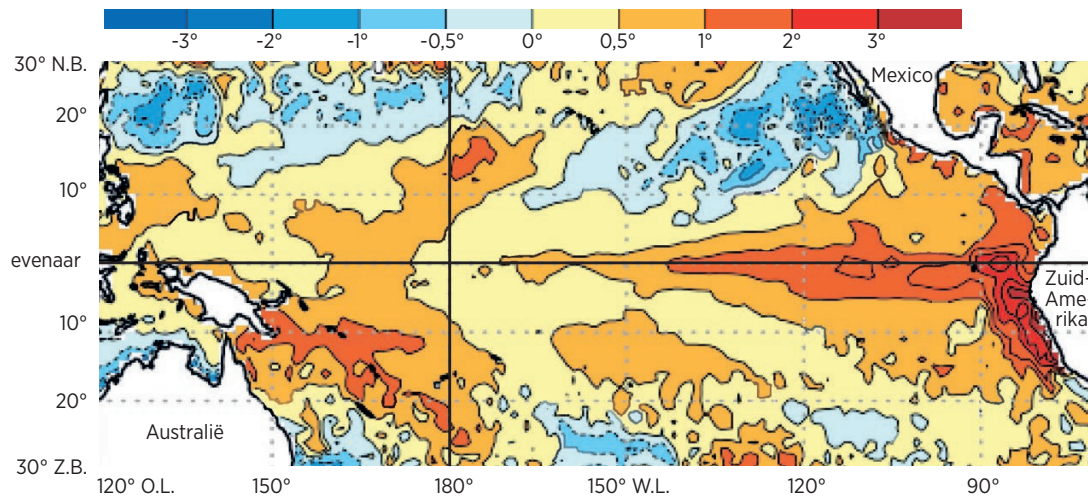 -3° -2° -1° -0,5° 0° 0,5° 1° 2° 3°
30° N.B.
Mexico
20°
10°
evenaar
Zuid-
Ame-
rika
10°
20°
Australië
30° Z.B.
120° O.L. 150° 180° 150° W.L. 120° 90°